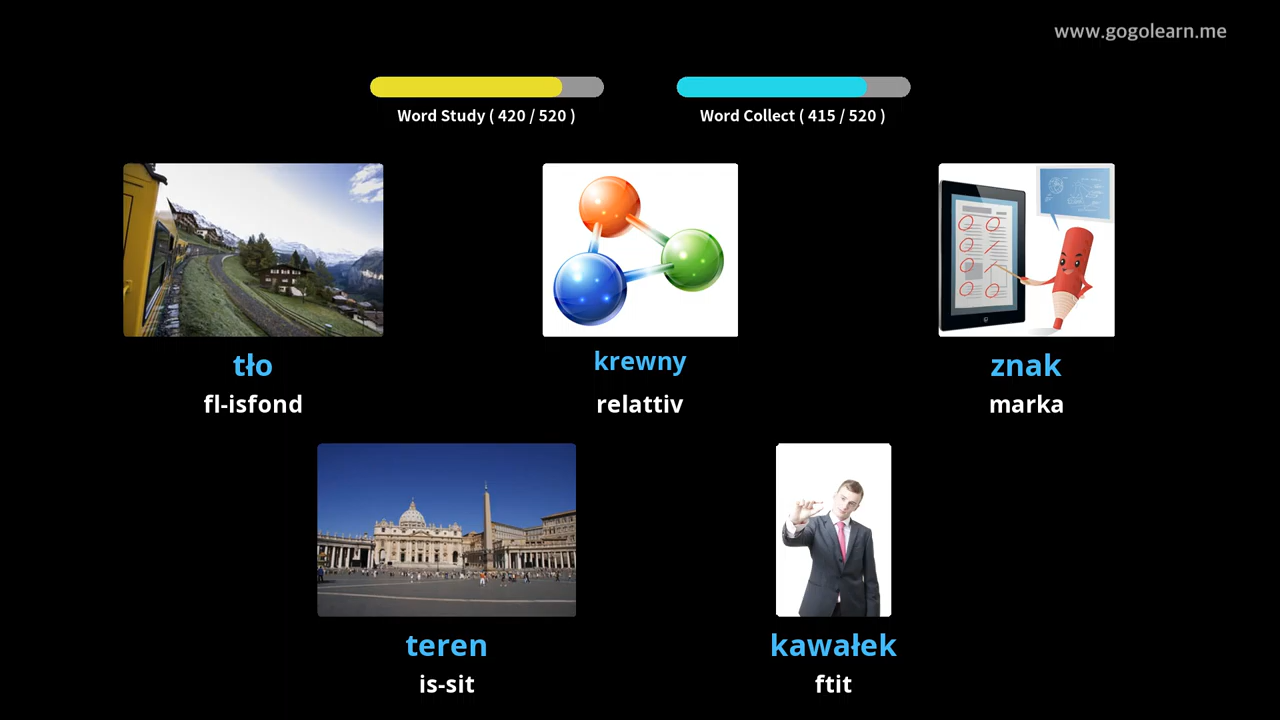 www.gogolearn.me
Word Study ( 420 / 520 )
Word Collect ( 415 / 520 )
tło
fl-isfond
krewny
relattiv
znak
marka
teren
is-sit
kawałek
ftit